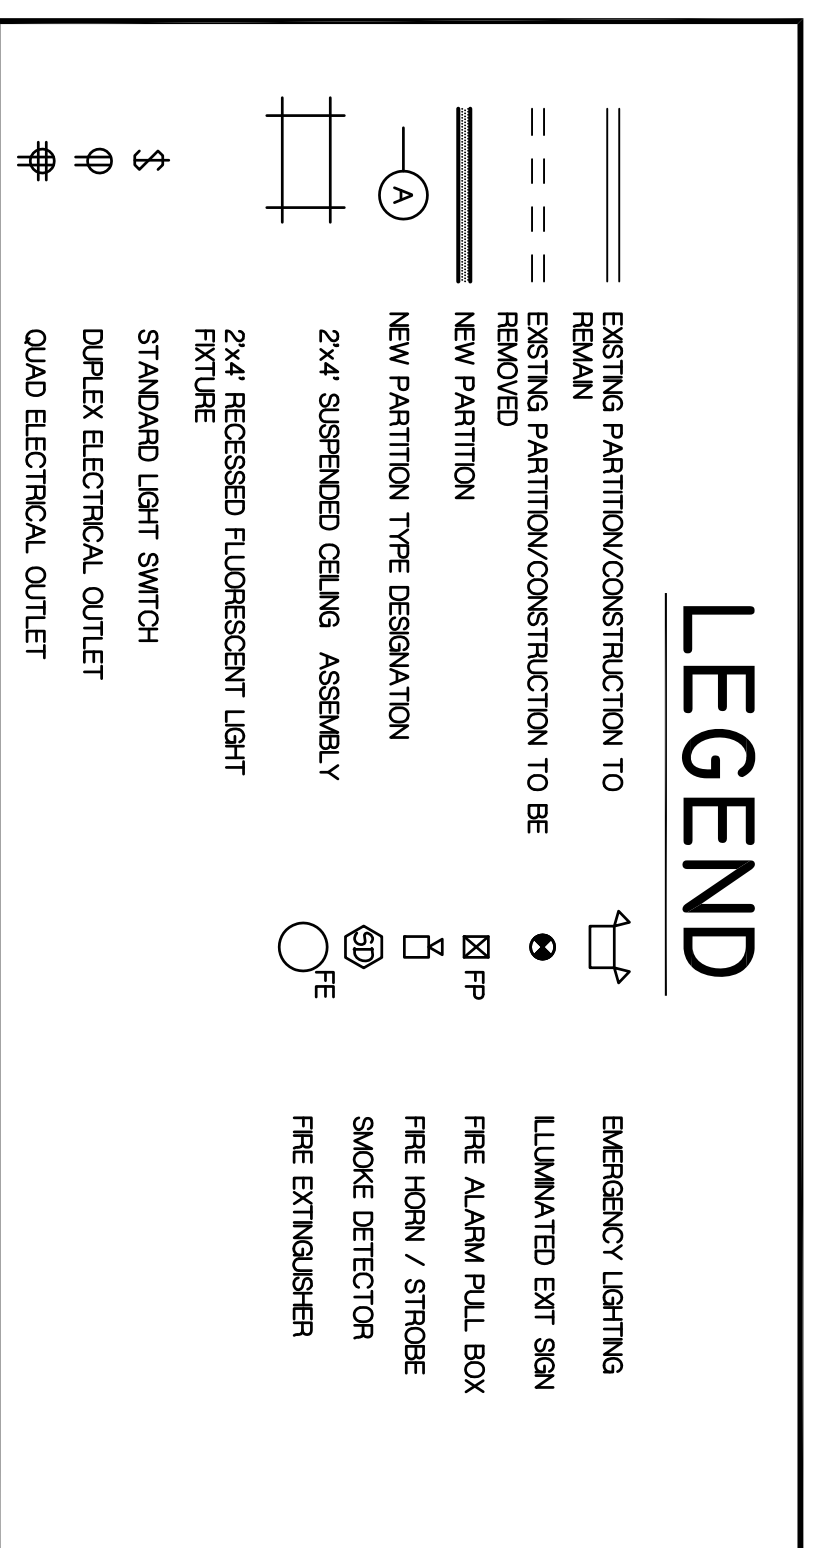 LEGEND
EXISTING PARTITION/CONSTRUCTION TO
REMAIN
EXISTING PARTITION/CONSTRUCTION TO BE
REMOVED
NEW PARTITION
A
NEW PARTITION TYPE DESIGNATION
2'x4' SUSPENDED CEILING ASSEMBLY
2'x4' RECESSED FLUORESCENT LIGHT
FIXTURE
$
STANDARD LIGHT SWITCH
DUPLEX ELECTRICAL OUTLET
QUAD ELECTRICAL OUTLET
EMERGENCY LIGHTING
ILLUMINATED EXIT SIGN
FP
FIRE ALARM PULL BOX
FIRE HORN / STROBE
SD
SMOKE DETECTOR
FE
FIRE EXTINGUISHER